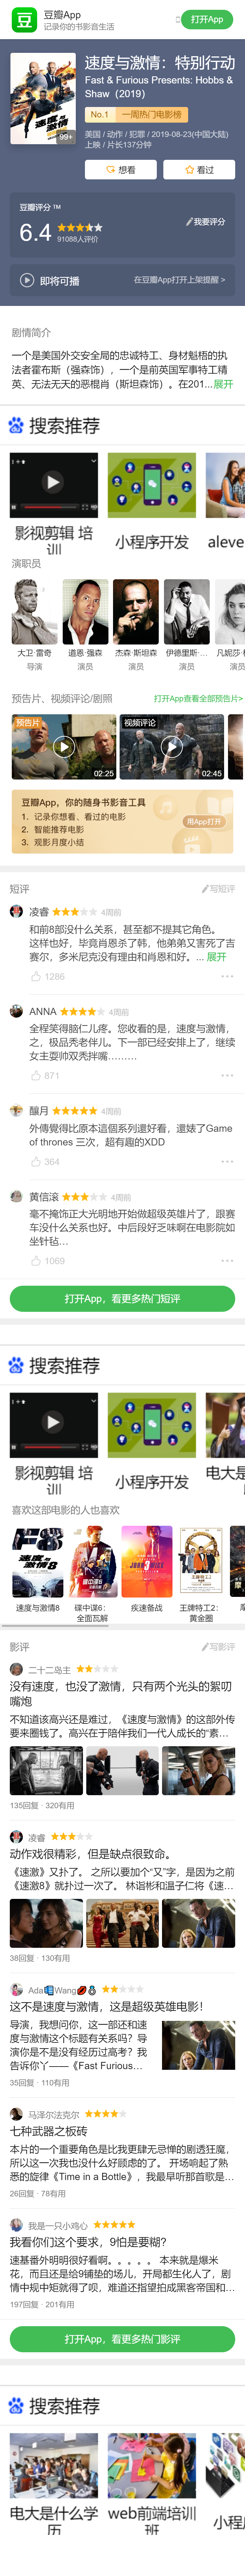 豆
豆瓣App
记录你的书影音生活
打开App
速度与激情：特别行动
Fast & Furious Presents: Hobbs & Shaw（2019）
No.1 一周热门电影榜
美国 / 动作 / 犯罪 / 2019-08-23(中国大陆)
上映 / 片长137分钟
99+
想看
看过
豆瓣评分 ™
我要评分
6.4
91088人评价
即将可播
在豆瓣App打开上架提醒 >
剧情简介
一个是美国外交安全局的忠诚特工、身材魁梧的执
法者霍布斯（强森饰），一个是前英国军事特工精
英、无法无天的恶棍肖（斯坦森饰）。在201... 展开
搜索推荐
影视剪辑 培训
小程序开发
aleve
演职员
大卫·雷奇
道恩·强森
杰森·斯坦森
伊德里斯·...
凡妮莎·
导演
演员
演员
演员
演员
预告片、视频评论/剧照
打开App查看全部预告片>
预告片
02:25
视频评论
02:45
豆瓣App，你的随身书影音工具
1. 记录你想看、看过的电影
2. 智能推荐电影
3. 观影月度小结
用App打开
短评
写短评
凌睿 4周前
和前8部没什么关系，甚至都不提其它角色。
这样也好，毕竟肖恩杀了韩，他弟弟又害死了吉
赛尔，多米尼克没有理由和肖恩和好。 ... 展开
1286
ANNA 4周前
全程笑得脑仁儿疼。您收看的是，速度与激情，
之，极品秃老伴儿。下一部已经安排上了，继续
女主耍帅双秃拌嘴………
871
釀月 4周前
外傳覺得比原本這個系列還好看，還婊了Game
of thrones 三次，超有趣的XDD
364
黄信滚 4周前
毫不掩饰正大光明地开始做超级英雄片了，跟赛
车没什么关系也好。中后段好乏味啊在电影院如
坐针毡…
1069
打开App，看更多热门短评
搜索推荐
影视剪辑 培训
小程序开发
电大是
喜欢这部电影的人也喜欢
速度与激情8
碟中谍6：全面瓦解
疾速备战
王牌特工2：黄金圈
影评
写影评
二十二岛主
没有速度，也没了激情，只有两个光头的絮叨
嘴炮
不知道该高兴还是难过，《速度与激情》的这部外传
要来圈钱了。高兴在于陪伴我们一代人成长的“素...
135回复 · 320有用
凌睿
动作戏很精彩，但是缺点很致命。
《速激》又扑了。 之所以要加个“又”字，是因为之前
《速激8》就扑过一次了。 林诣彬和温子仁将《速...
38回复 · 130有用
Ada Wang
这不是速度与激情，这是超级英雄电影！
导演，我想问你，这一部还和速
度与激情这个标题有关系吗？导
演你是不是没有经历过高考？我
告诉你丫——《Fast Furious...
35回复 · 110有用
马泽尔法克尔
七种武器之板砖
本片的一个重要角色是比我更肆无忌惮的剧透狂魔，
所以这一次我也没什么好顾虑的了。 开场响起了熟
悉的旋律《Time in a Bottle》，我最早听那首歌是...
26回复 · 78有用
我是一只小鸡心
我看你们这个要求，9怕是要糊？
速基番外明明很好看啊。。。。。 本来就是爆米
花，而且还是给9铺垫的场儿，开局都生化人了，剧
情中规中矩就得了呗，难道还指望拍成黑客帝国和...
197回复 · 201有用
打开App，看更多热门影评
搜索推荐
电大是什么学历
web前端培训班
小程